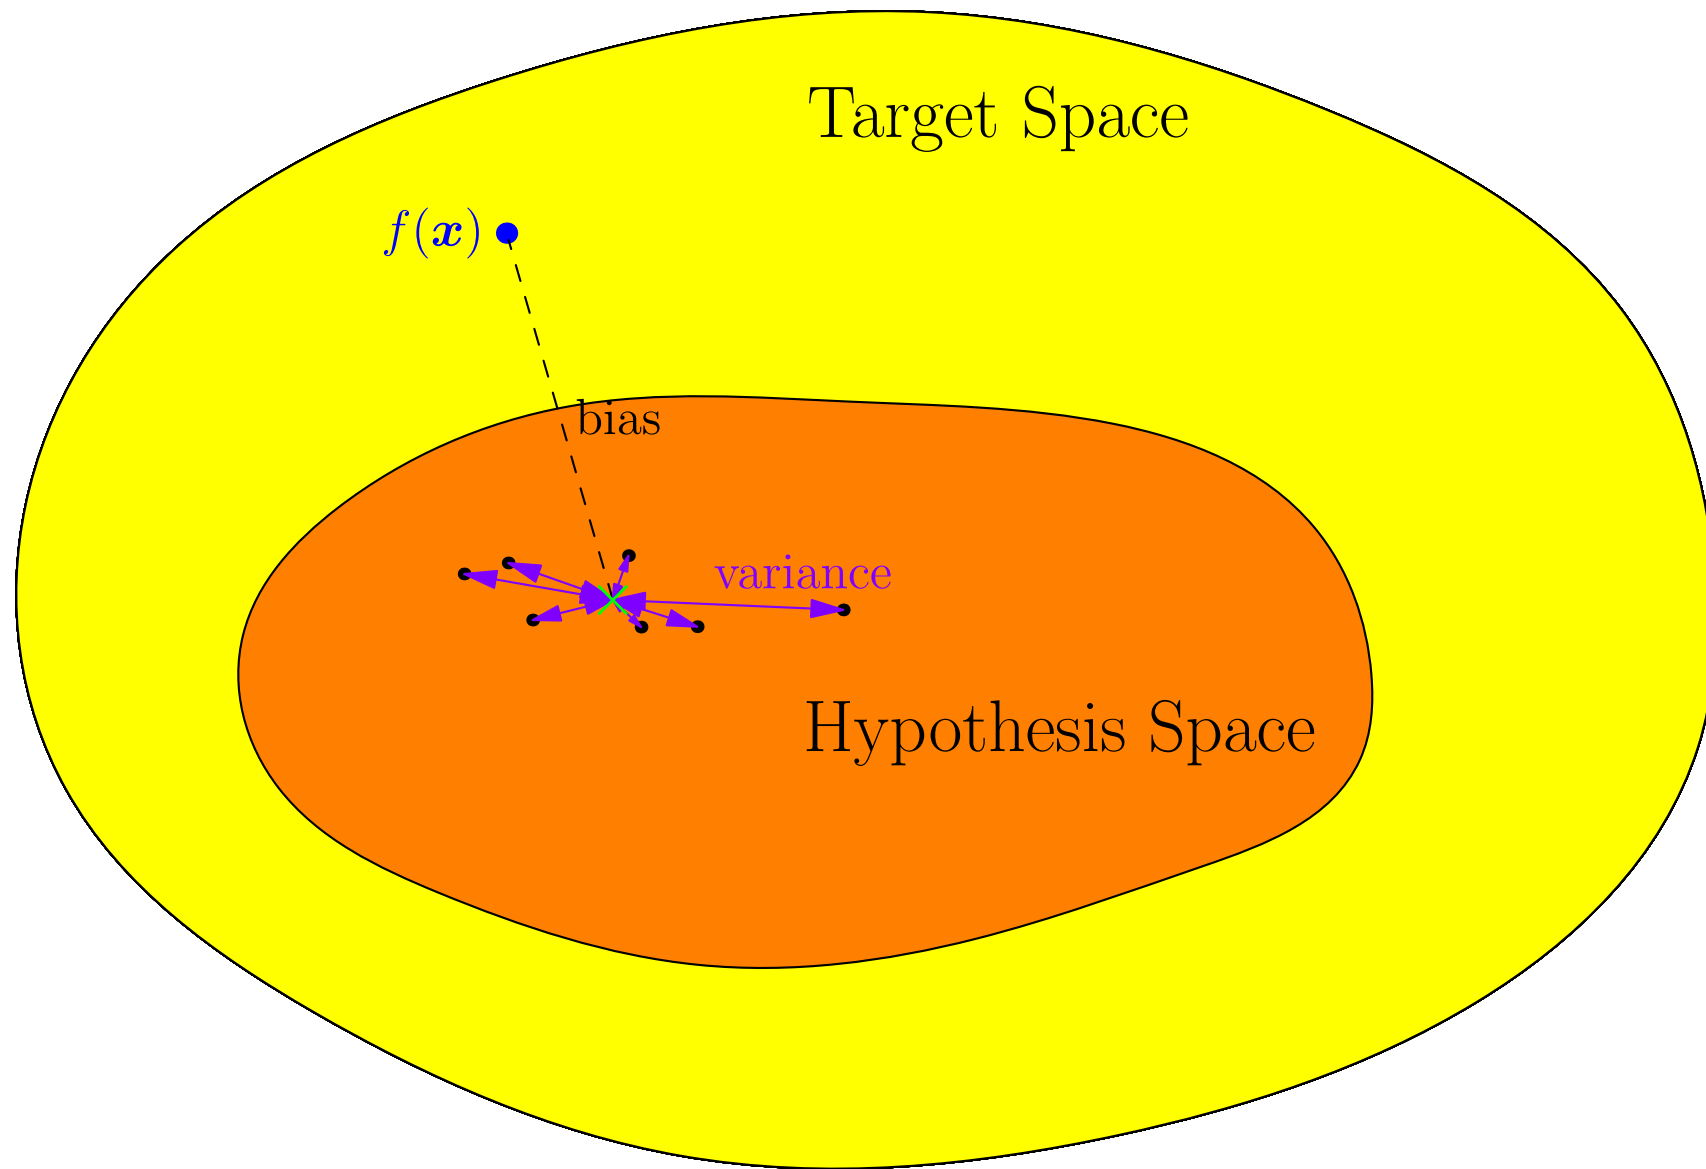 Target Space
f(x)
bias
variance
Hypothesis Space